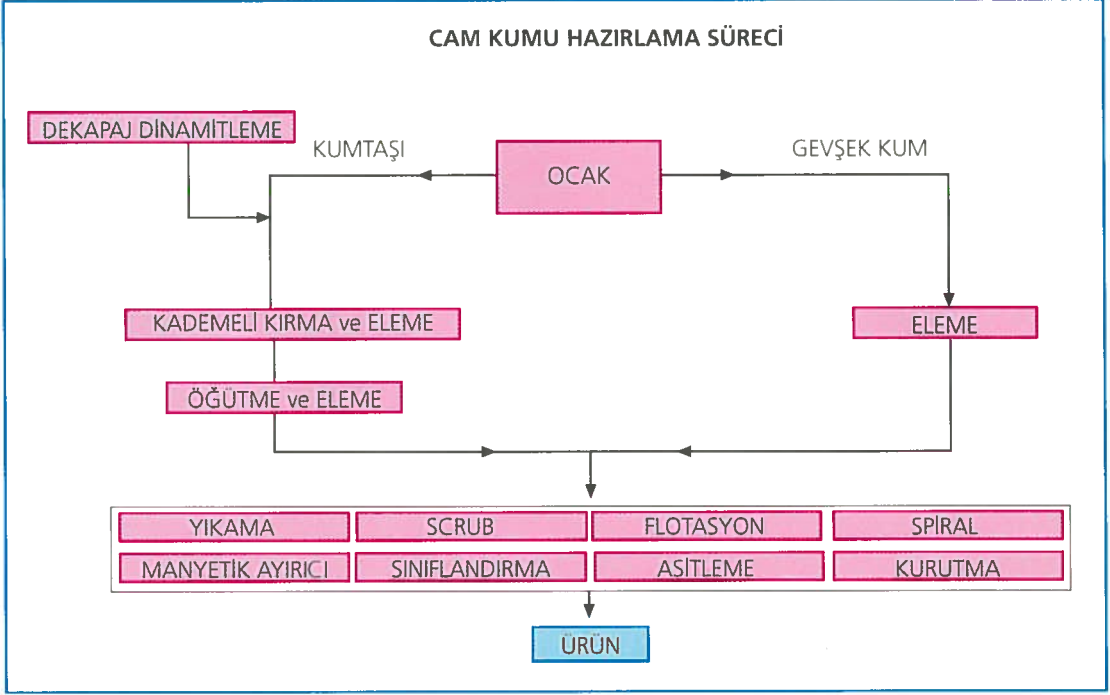 CAM KUMU HAZIRLAMA SÜRECİ
DEKAPAJ DİNAMİTLEME
KUMTAŞI
OCAK
GEVŞEK KUM
KADEMELİ KIRMA ve ELEME
ELEME
ÖĞÜTME ve ELEME
YIKAMA
SCRUB
FLOTASYON
SPİRAL
MANYETİK AYIRICI
SINIFLANDIRMA
ASİTLEME
KURUTMA
ÜRÜN